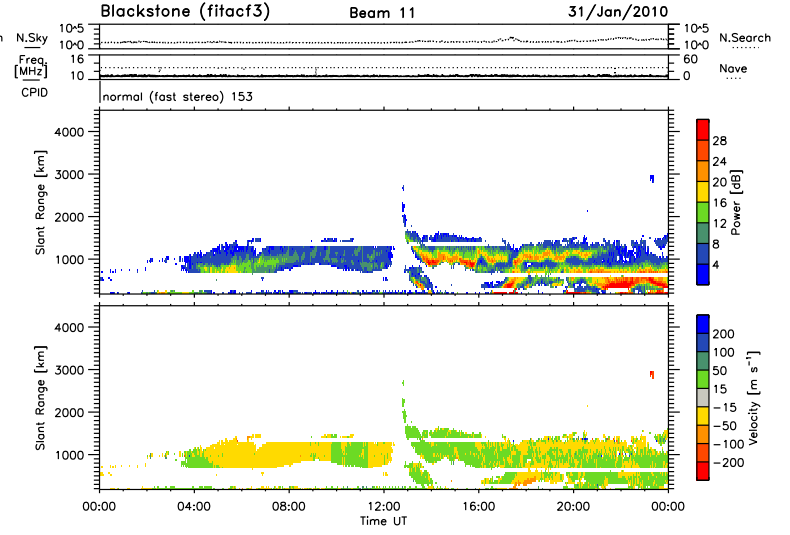 Blackstone (fitacf3) Beam 11 31/Jan/2010
n N.Sky 10^5 10^0 10^5 10^0 N.Search
Freq. [MHz] 16 10 60 0 Nave
CPID normal (fast stereo) 153
Slant Range [km] 4000 3000 2000 1000
28 24 20 16 12 8 4 Power [dB]
Slant Range [km] 4000 3000 2000 1000
200 100 50 15 −15 −50 −100 −200 Velocity [m s⁻¹]
00:00 04:00 08:00 12:00 16:00 20:00 00:00
Time UT